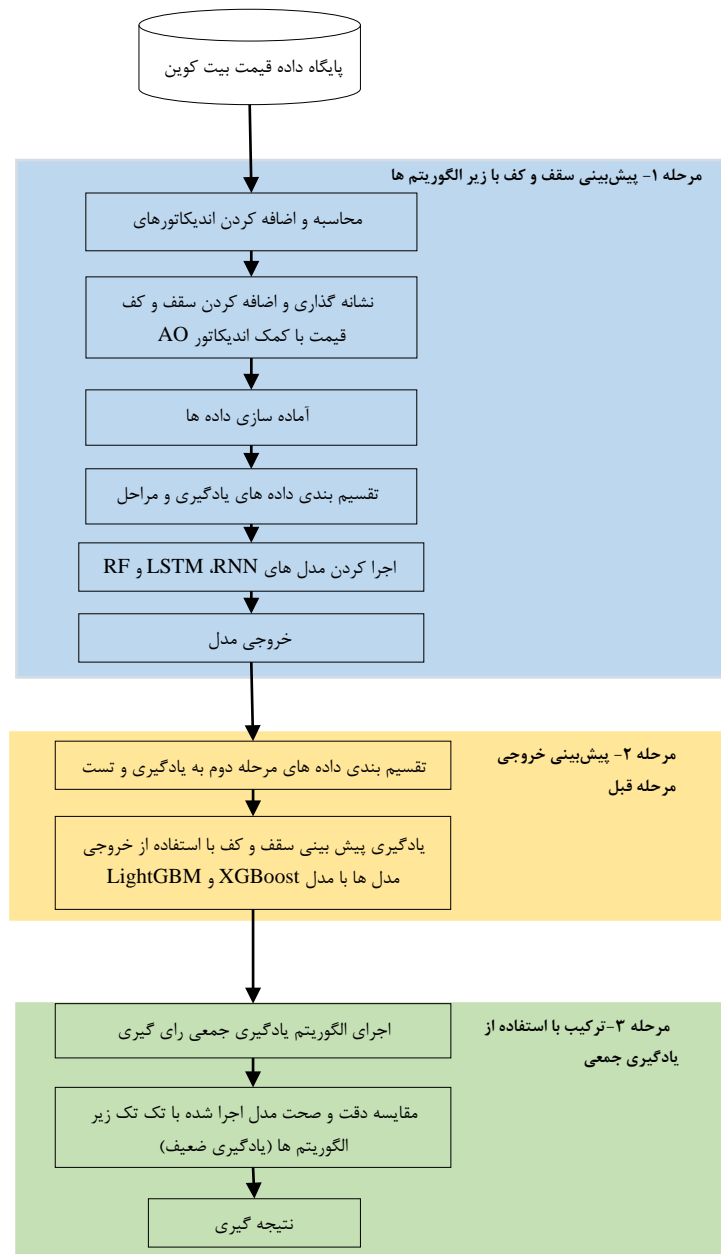 پایگاه داده قیمت بیت کوین
مرحله ۱- پیش‌بینی سقف و کف با زیر الگوریتم ها
محاسبه و اضافه کردن اندیکاتورهای
نشانه گذاری و اضافه کردن سقف و کف
قیمت با کمک اندیکاتور AO
آماده سازی داده ها
تقسیم بندی داده های یادگیری و مراحل
اجرا کردن مدل های LSTM ،RNN و RF
خروجی مدل
مرحله ۲- پیش‌بینی خروجی
مرحله قبل
تقسیم بندی داده های مرحله دوم به یادگیری و تست
یادگیری پیش بینی سقف و کف با استفاده از خروجی
مدل ها با مدل XGBoost و LightGBM
مرحله ۳-ترکیب با استفاده از
یادگیری جمعی
اجرای الگوریتم یادگیری جمعی رای گیری
مقایسه دقت و صحت مدل اجرا شده با تک تک زیر
الگوریتم ها (یادگیری ضعیف)
نتیجه گیری